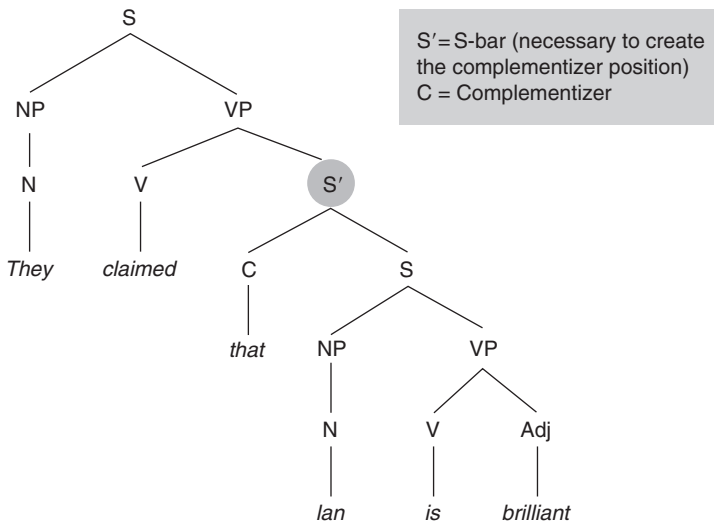 S
S′= S-bar (necessary to create
the complementizer position)
C = Complementizer
NP VP
N V S′
They claimed C S
that NP VP
N V Adj
Ian is brilliant